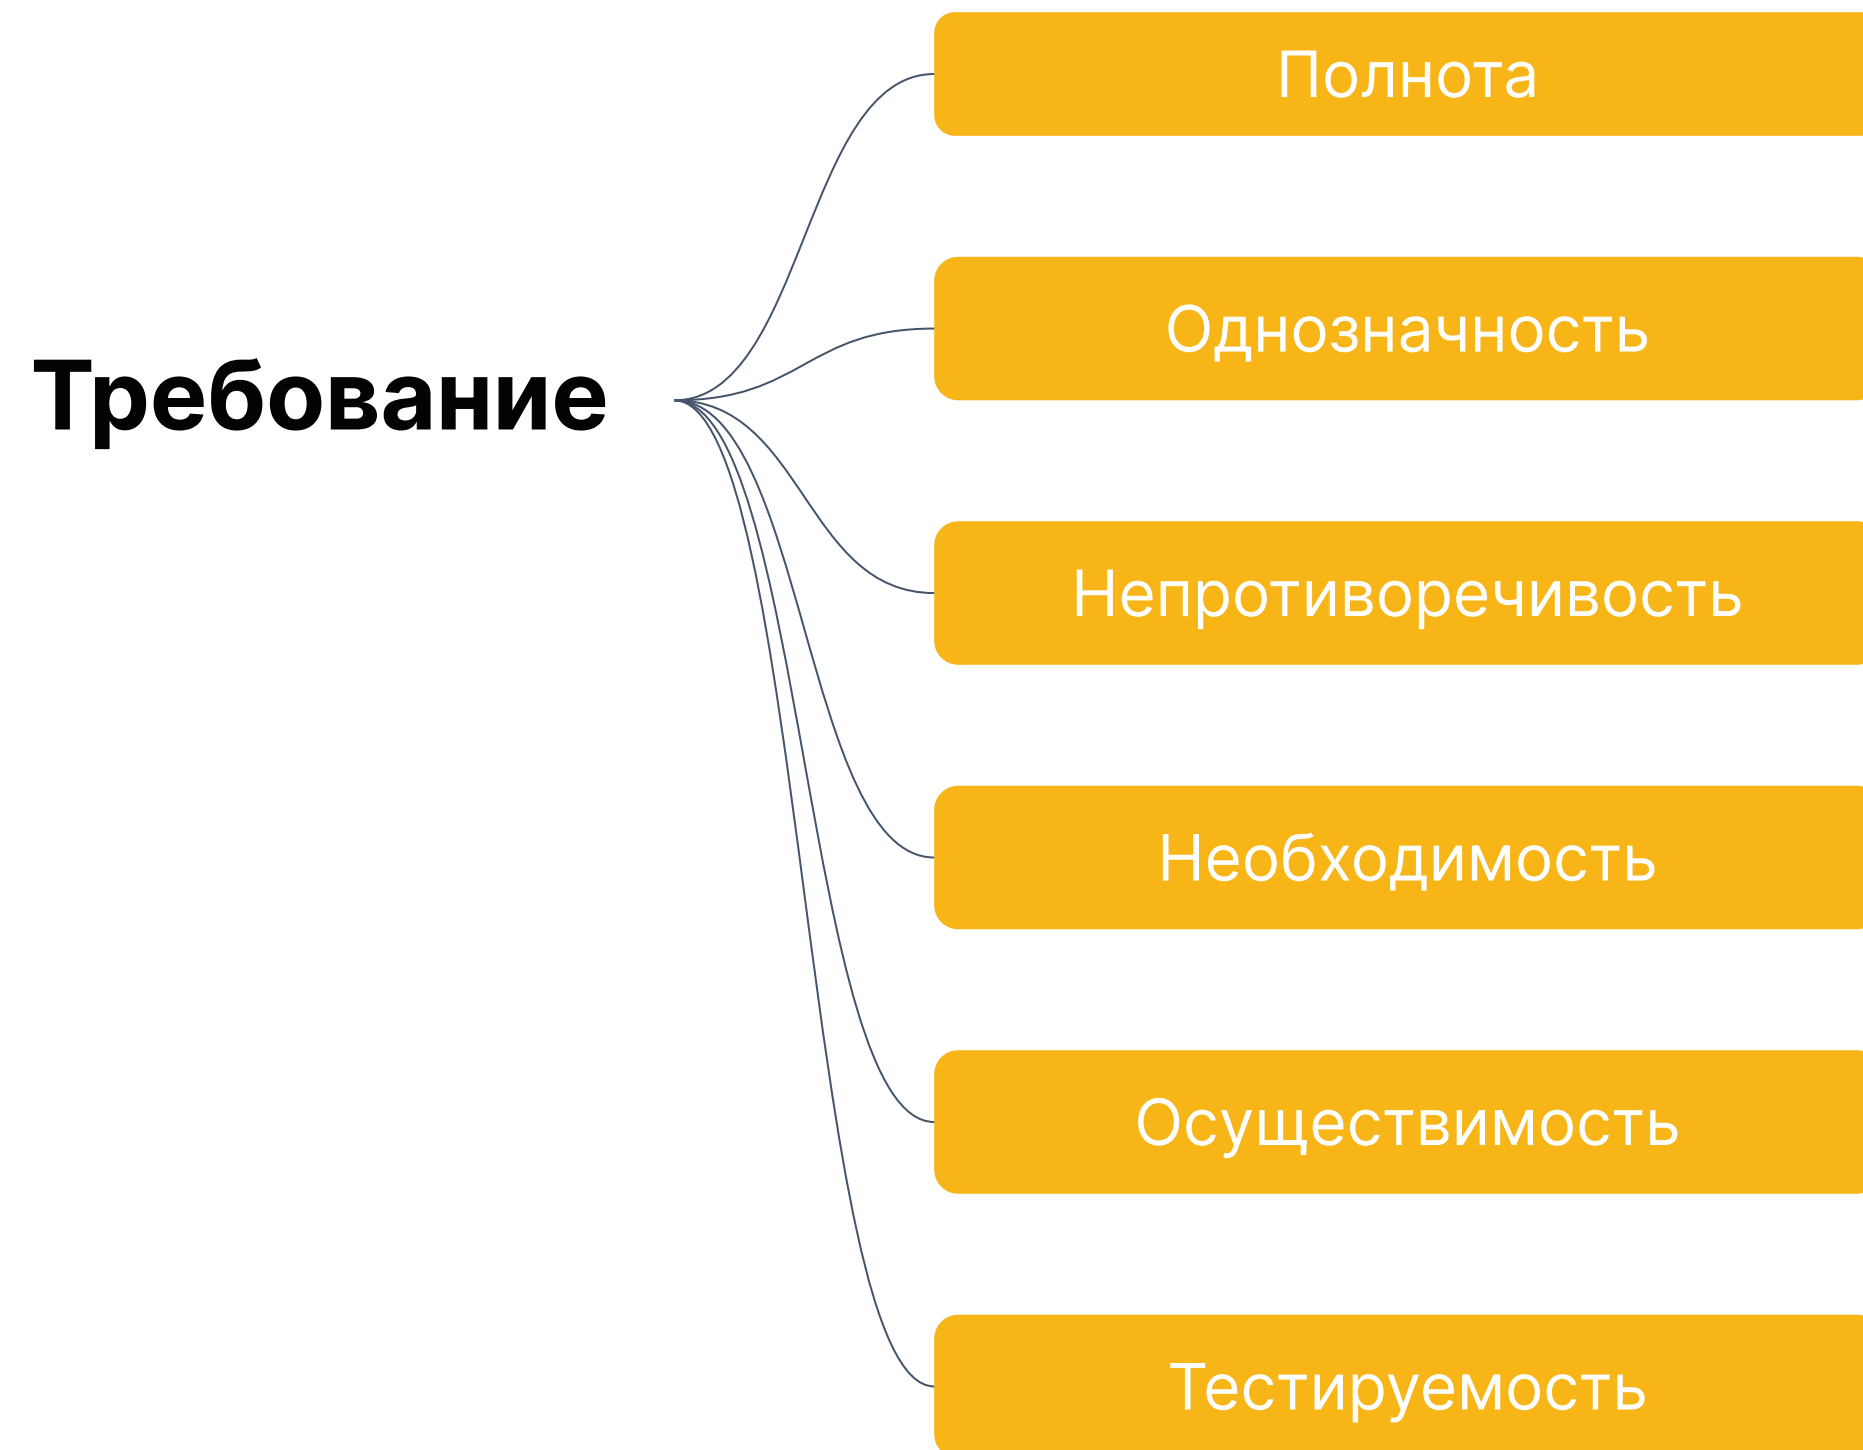 Требование
Полнота
Однозначность
Непротиворечивость
Необходимость
Осуществимость
Тестируемость